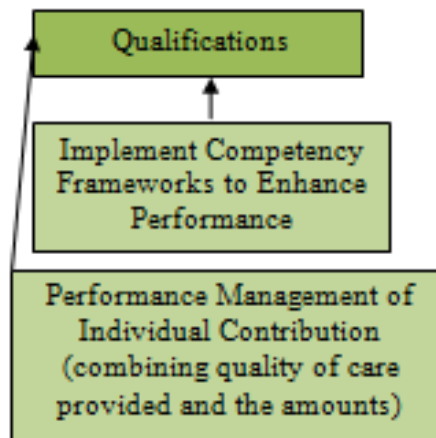 Qualifications
Implement Competency
Frameworks to Enhance
Performance
Performance Management of
Individual Contribution
(combining quality of care
provided and the amounts)